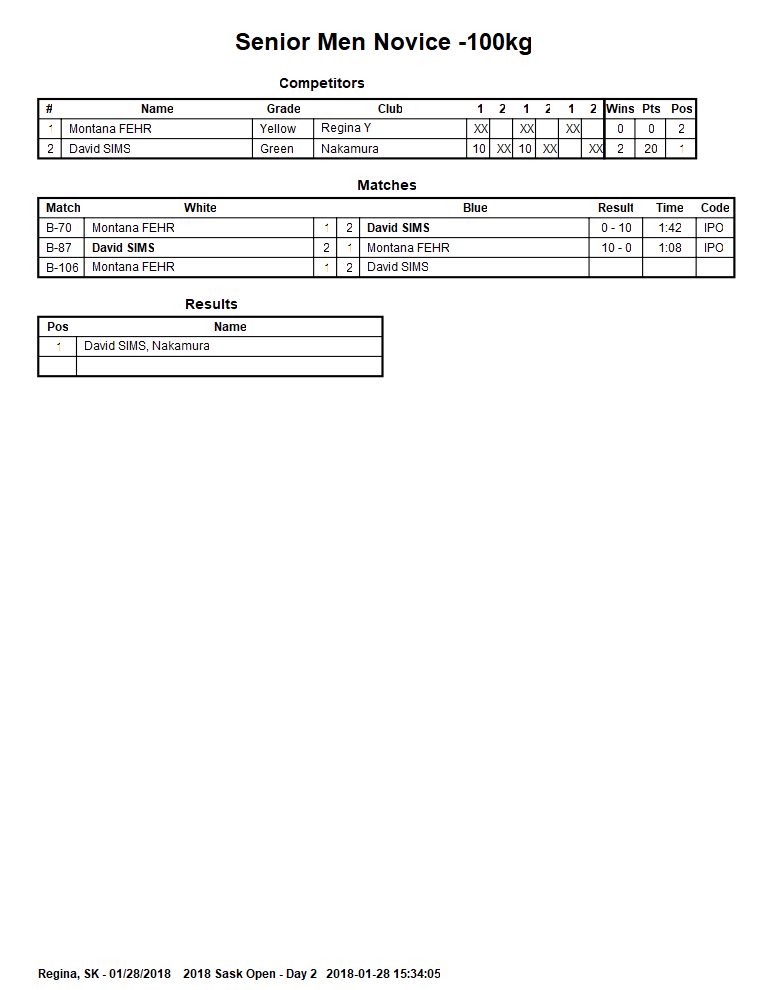 Senior Men Novice -100kg
Competitors
# Name Grade Club 1 2 1 2 1 2 Wins Pts Pos
1 Montana FEHR Yellow Regina Y XX XX XX 0 0 2
2 David SIMS Green Nakamura 10 XX 10 XX XX 2 20 1
Matches
Match White Blue Result Time Code
B-70 Montana FEHR 1 2 David SIMS 0 - 10 1:42 IPO
B-87 David SIMS 2 1 Montana FEHR 10 - 0 1:08 IPO
B-106 Montana FEHR 1 2 David SIMS
Results
Pos Name
1 David SIMS, Nakamura
Regina, SK - 01/28/2018 2018 Sask Open - Day 2 2018-01-28 15:34:05